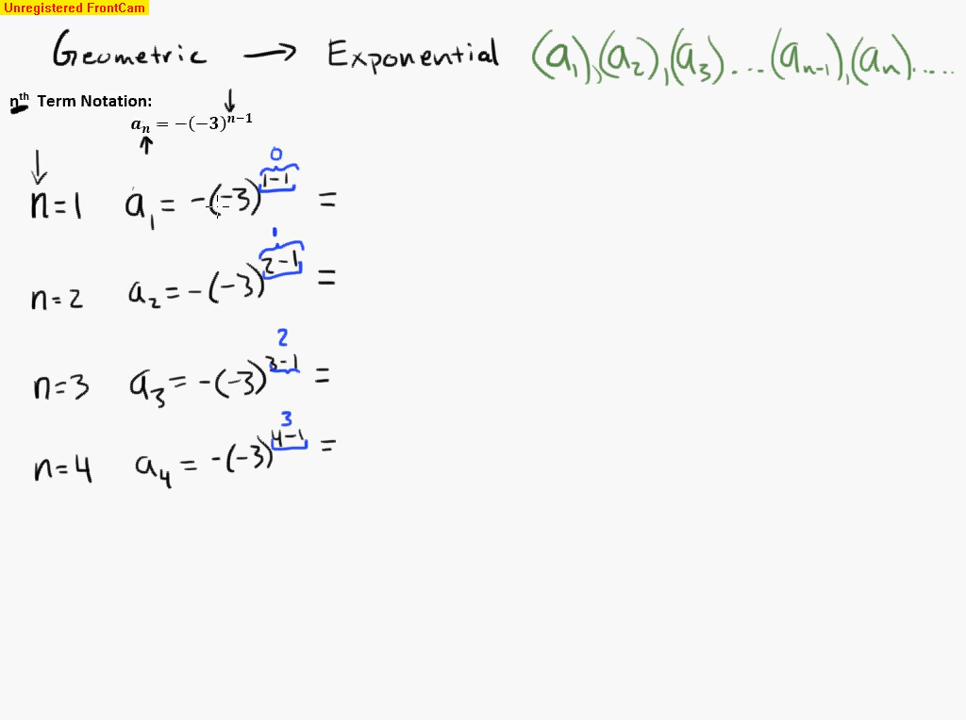 Unregistered FrontCam
Geometric → Exponential (a₁),(a₂),(a₃)....(aₙ₋₁),(aₙ).....
nᵗʰ Term Notation:
aₙ = −(−3)ⁿ⁻¹
0
n=1 a₁ = -(-3)¹⁻¹ =
1
n=2 a₂ = -(-3)²⁻¹ =
2
n=3 a₃ = -(-3)³⁻¹ =
3
n=4 a₄ = -(-3)⁴⁻¹ =